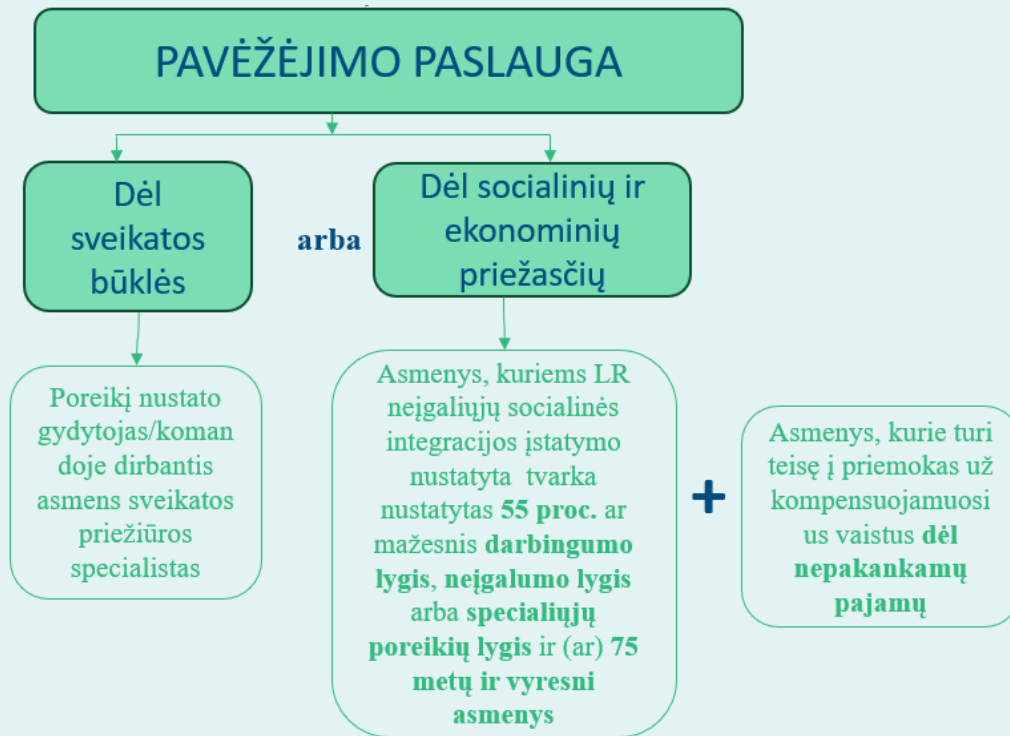 PAVĖŽĖJIMO PASLAUGA
Dėl
sveikatos
būklės
arba
Dėl socialinių ir
ekonominių
priežasčių
Poreikį nustato
gydytojas/koman
doje dirbantis
asmens sveikatos
priežiūros
specialistas
Asmenys, kuriems LR
neįgaliųjų socialinės
integracijos įstatymo
nustatyta tvarka
nustatytas 55 proc. ar
mažesnis darbingumo
lygis, neįgalumo lygis
arba specialiųjų
poreikių lygis ir (ar) 75
metų ir vyresni
asmenys
+
Asmenys, kurie turi
teisę į priemokas už
kompensuojamuosi
us vaistus dėl
nepakankamų
pajamų